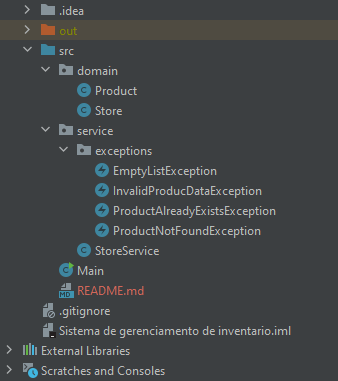 .idea
out
src
domain
Product
Store
service
exceptions
EmptyListException
InvalidProducDataException
ProductAlreadyExistsException
ProductNotFoundException
StoreService
Main
README.md
.gitignore
Sistema de gerenciamento de inventario.iml
External Libraries
Scratches and Consoles